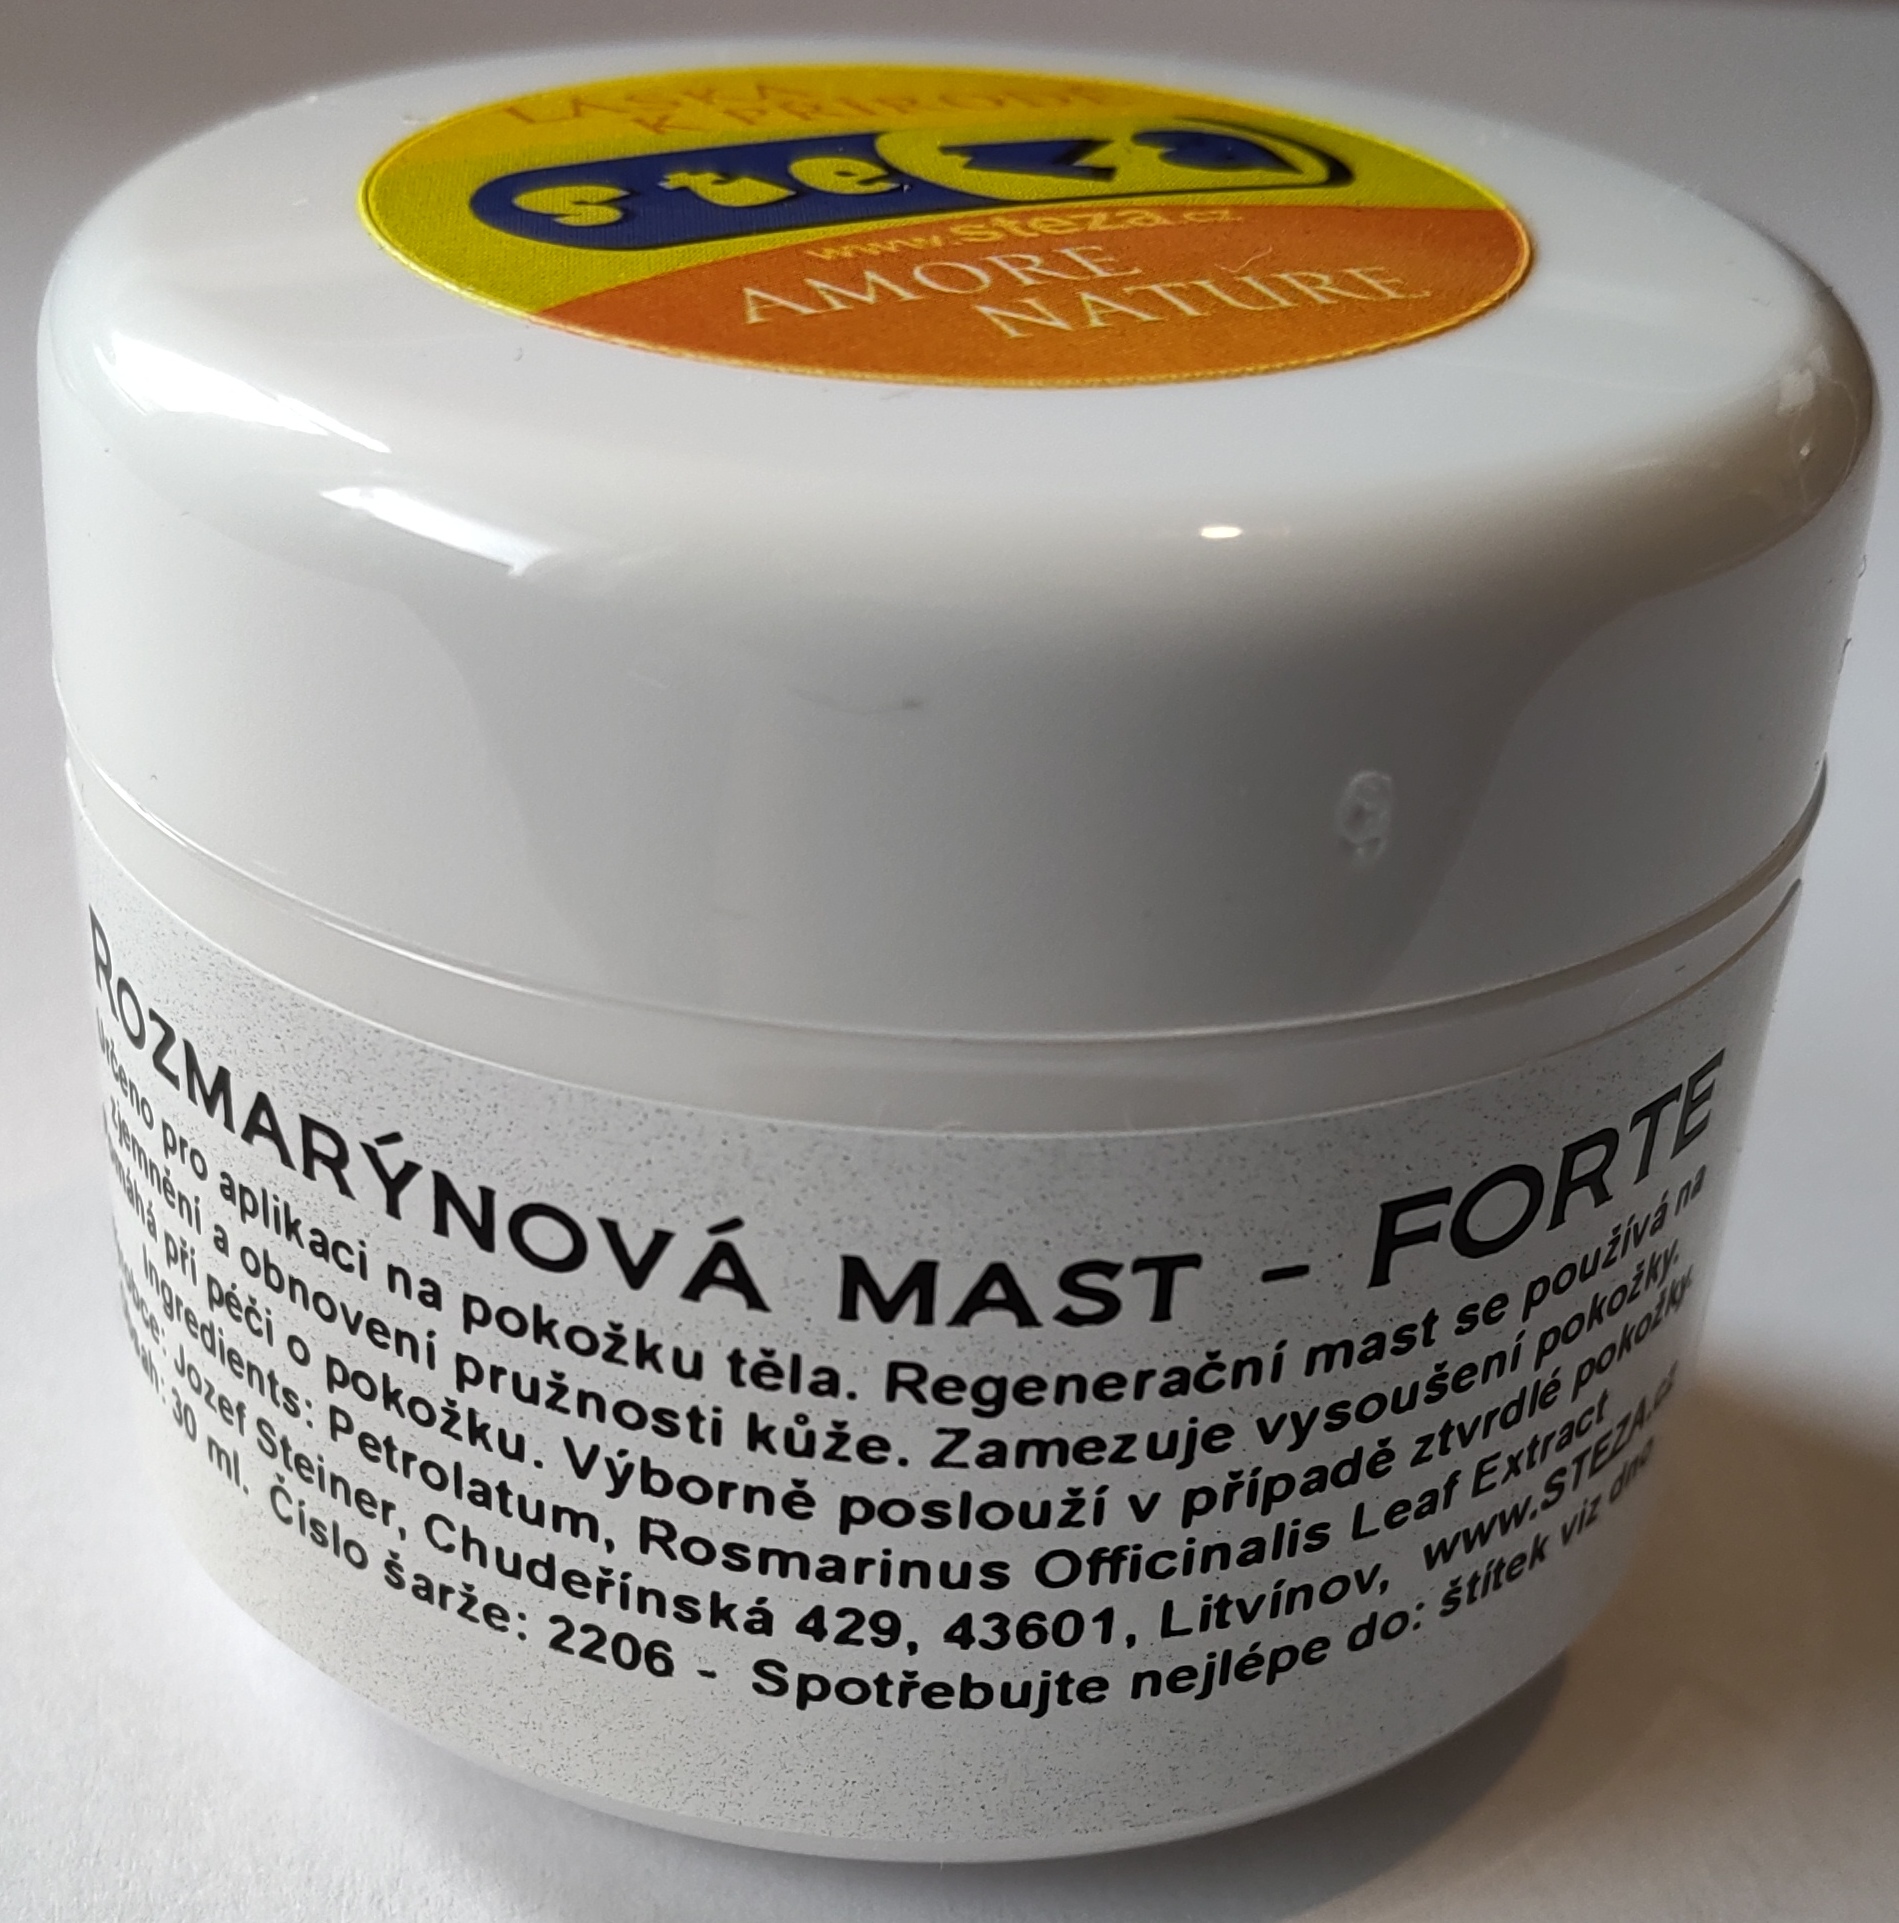 LÁSKA
K PŘÍRODĚ
steza
www.steza.cz
AMORE
NATURE
ROZMARÝNOVÁ MAST - FORTE
Určeno pro aplikaci na pokožku těla. Regenerační mast se používá na
zjemnění a obnovení pružnosti kůže. Zamezuje vysoušení pokožky.
při péči o pokožku. Výborně poslouží v případě ztvrdlé pokožky.
Ingredients: Petrolatum, Rosmarinus Officinalis Leaf Extract
Jozef Steiner, Chudeřínská 429, 43601, Litvínov, www.STEZA.cz
30 ml. Číslo šarže: 2206 - Spotřebujte nejlépe do: štítek viz dno